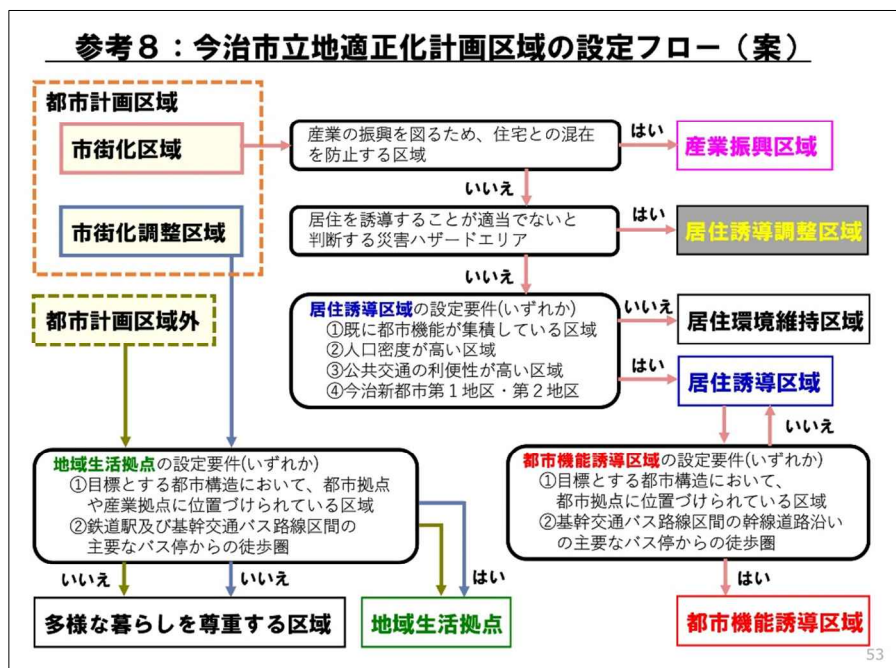 参考８：今治市立地適正化計画区域の設定フロー（案）
都市計画区域
市街化区域
産業の振興を図るため、住宅との混在
を防止する区域
はい
産業振興区域
いいえ
市街化調整区域
居住を誘導することが適当でないと
判断する災害ハザードエリア
はい
居住誘導調整区域
いいえ
都市計画区域外
居住誘導区域の設定要件(いずれか)
①既に都市機能が集積している区域
②人口密度が高い区域
③公共交通の利便性が高い区域
④今治新都市第１地区・第２地区
いいえ
居住環境維持区域
はい
居住誘導区域
いいえ
地域生活拠点の設定要件(いずれか)
①目標とする都市構造において、都市拠点
や産業拠点に位置づけられている区域
②鉄道駅及び基幹交通バス路線区間の
主要なバス停からの徒歩圏
都市機能誘導区域の設定要件(いずれか)
①目標とする都市構造において、
都市拠点に位置づけられている区域
②基幹交通バス路線区間の幹線道路沿い
の主要なバス停からの徒歩圏
いいえ
いいえ
はい
はい
多様な暮らしを尊重する区域
地域生活拠点
都市機能誘導区域
53